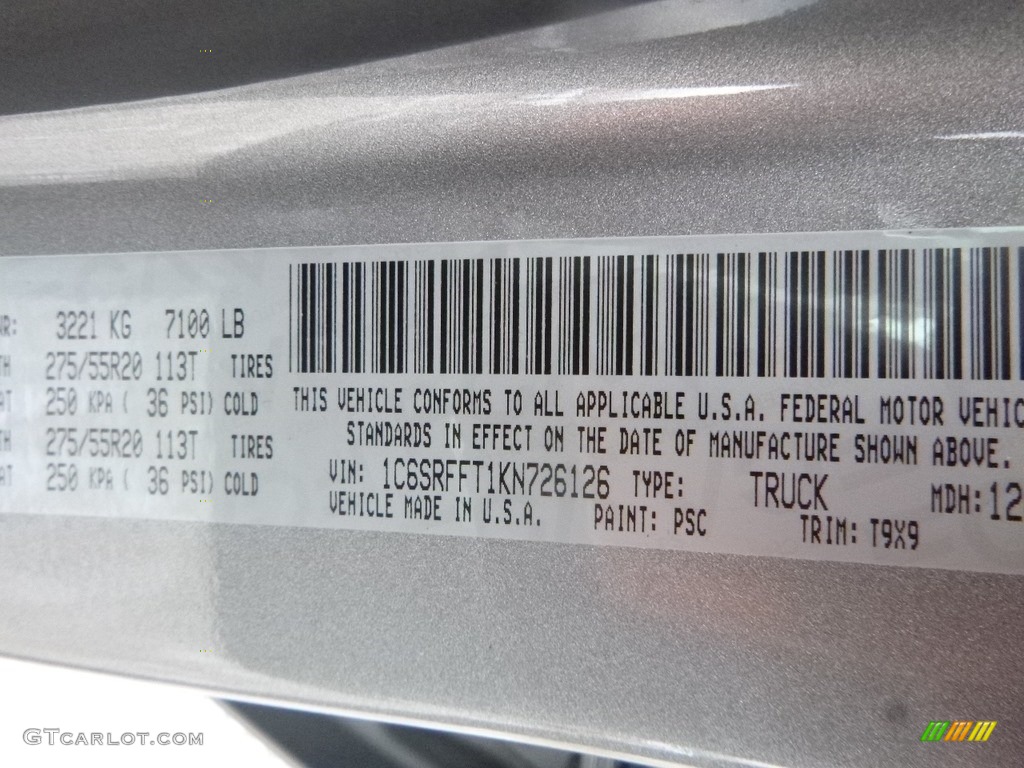 3221 KG 7100 LB
275/55R20 113T TIRES
250 KPA ( 36 PSI) COLD
275/55R20 113T TIRES
250 KPA ( 36 PSI) COLD
THIS VEHICLE CONFORMS TO ALL APPLICABLE U.S.A. FEDERAL MOTOR VEHIC
STANDARDS IN EFFECT ON THE DATE OF MANUFACTURE SHOWN ABOVE.
VIN: 1C6SRFFT1KN726126 TYPE: TRUCK MDH: 12
VEHICLE MADE IN U.S.A. PAINT: PSC TRIM: T9X9
GTcarlot.com